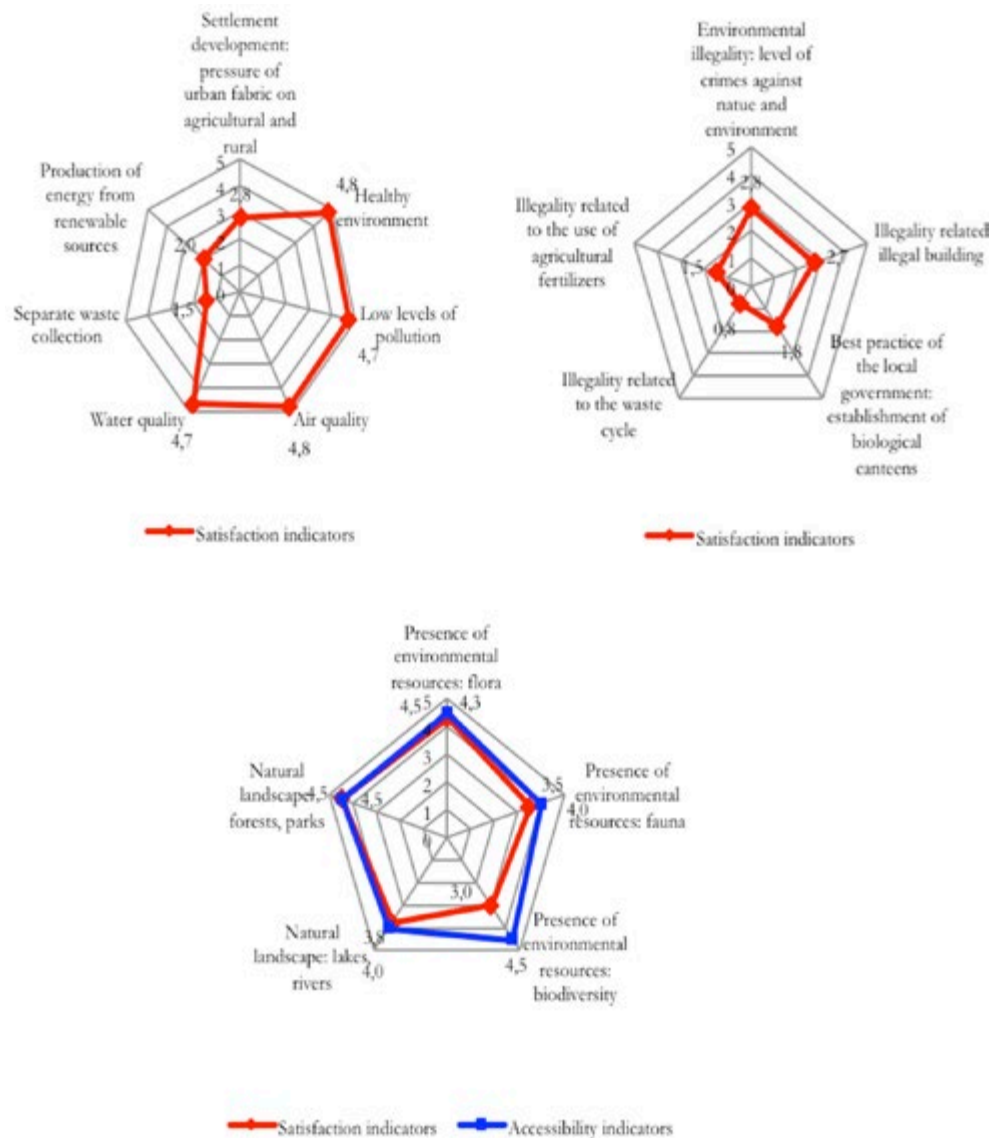 Settlement
development:
pressure of
urban fabric on
agricultural and
rural
5
4
2,8
3
2
1
0
4,8
Healthy
environment
Low levels of
pollution
4,7
Air quality
4,8
Water quality
4,7
Separate waste
collection
1,5
Production of
energy from
renewable
sources
2,0
Satisfaction indicators
Environmental
illegality: level of
crimes against
natue and
environment
5
4
2,8
3
2
1
0
Illegality related
illegal building
2,7
Best practice of
the local
government:
establishment of
biological
canteens
1,8
Illegality related
to the waste
cycle
0,8
Illegality related
to the use of
agricultural
fertilizers
1,5
Satisfaction indicators
Presence of
environmental
resources: flora
4,5
5
4,3
4
3
2
1
0
Presence of
environmental
resources: fauna
3,5
4,0
Presence of
environmental
resources:
biodiversity
3,0
4,5
Natural
landscape: lakes,
rivers
3,8
4,0
Natural
landscape:
forests, parks
4,5
4,5
Satisfaction indicators
Accessibility indicators